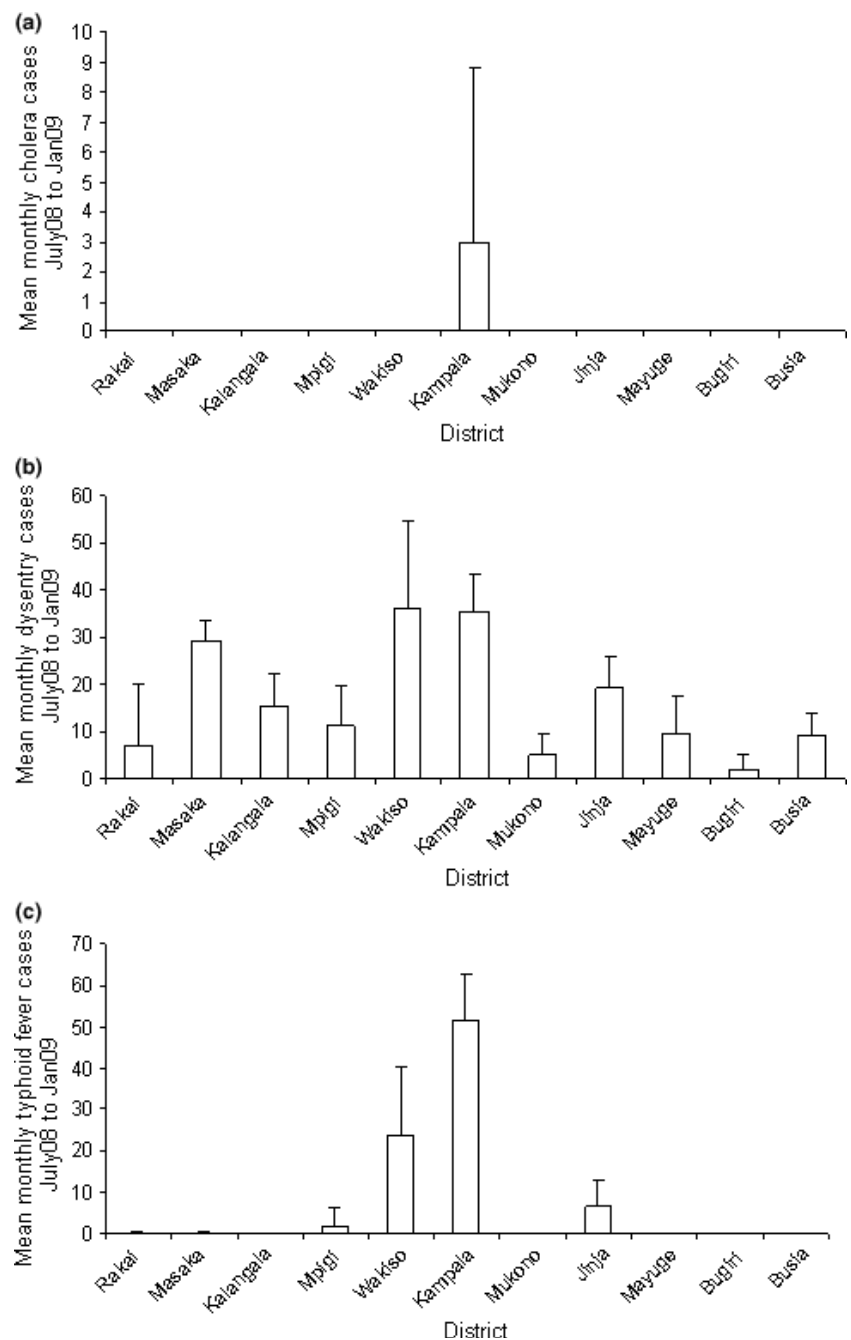 (a)
Mean monthly cholera cases
July08 to Jan09
10
9
8
7
6
5
4
3
2
1
0
Rakai
Masaka
Kalangala
Mpigi
Wakiso
Kampala
Mukono
Jinja
Mayuge
Bugiri
Busia
District
(b)
Mean monthly dysentry cases
July08 to Jan09
60
50
40
30
20
10
0
Rakai
Masaka
Kalangala
Mpigi
Wakiso
Kampala
Mukono
Jinja
Mayuge
Bugiri
Busia
District
(c)
Mean monthly typhoid fever cases
July08 to Jan09
70
60
50
40
30
20
10
0
Rakai
Masaka
Kalangala
Mpigi
Wakiso
Kampala
Mukono
Jinja
Mayuge
Bugiri
Busia
District